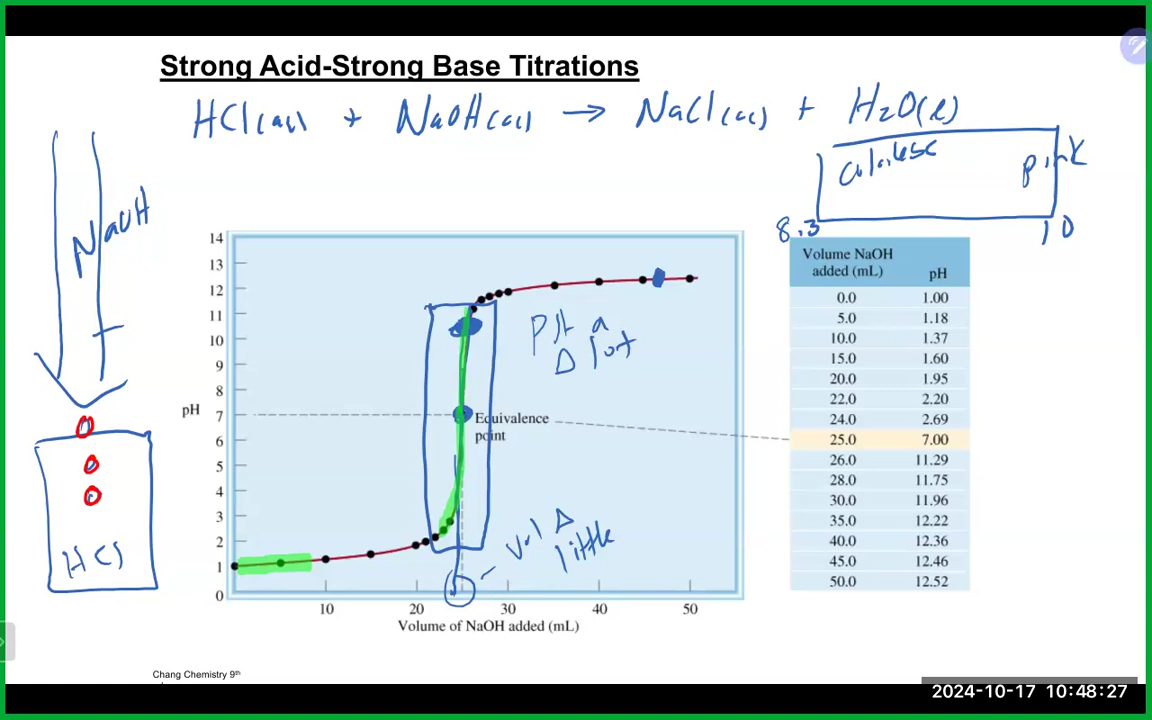 Strong Acid-Strong Base Titrations
HCl(aq) + NaOH(aq) → NaCl(aq) + H2O(l)
pink
8.3
10
NaOH
HCl
14
13
12
11
10
9
8
pH 7
6
5
4
3
2
1
0
10 20 30 40 50
Volume of NaOH added (mL)
Equivalence
point
Δ lot
vol Δ
little
Volume NaOH
added (mL) pH
0.0 1.00
5.0 1.18
10.0 1.37
15.0 1.60
20.0 1.95
22.0 2.20
24.0 2.69
25.0 7.00
26.0 11.29
28.0 11.75
30.0 11.96
35.0 12.22
40.0 12.36
45.0 12.46
50.0 12.52
Chang Chemistry 9th
2024-10-17 10:48:27